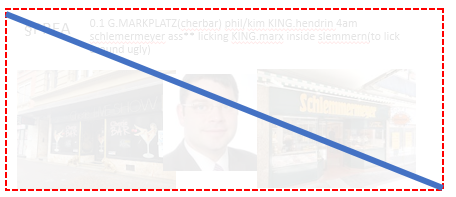 0.1 G.MARKPLATZ(cherbar) phil/kim KING.hendrin 4am
schlemermeyer ass** licking KING.marx inside slemmern(to lick
ugly)
Schlemmermeyer